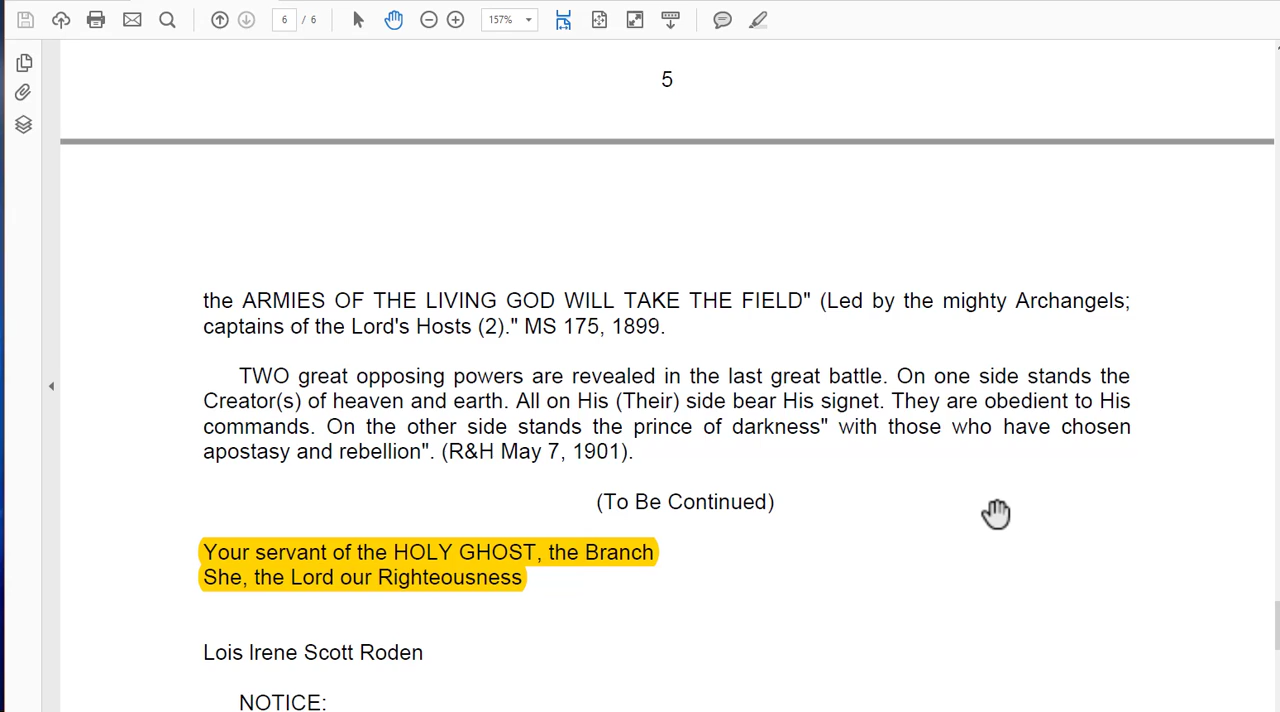 6 / 6
157%
5
the ARMIES OF THE LIVING GOD WILL TAKE THE FIELD" (Led by the mighty Archangels;
captains of the Lord's Hosts (2)." MS 175, 1899.
TWO great opposing powers are revealed in the last great battle. On one side stands the
Creator(s) of heaven and earth. All on His (Their) side bear His signet. They are obedient to His
commands. On the other side stands the prince of darkness" with those who have chosen
apostasy and rebellion". (R&H May 7, 1901).
(To Be Continued)
Your servant of the HOLY GHOST, the Branch
She, the Lord our Righteousness
Lois Irene Scott Roden
NOTICE: